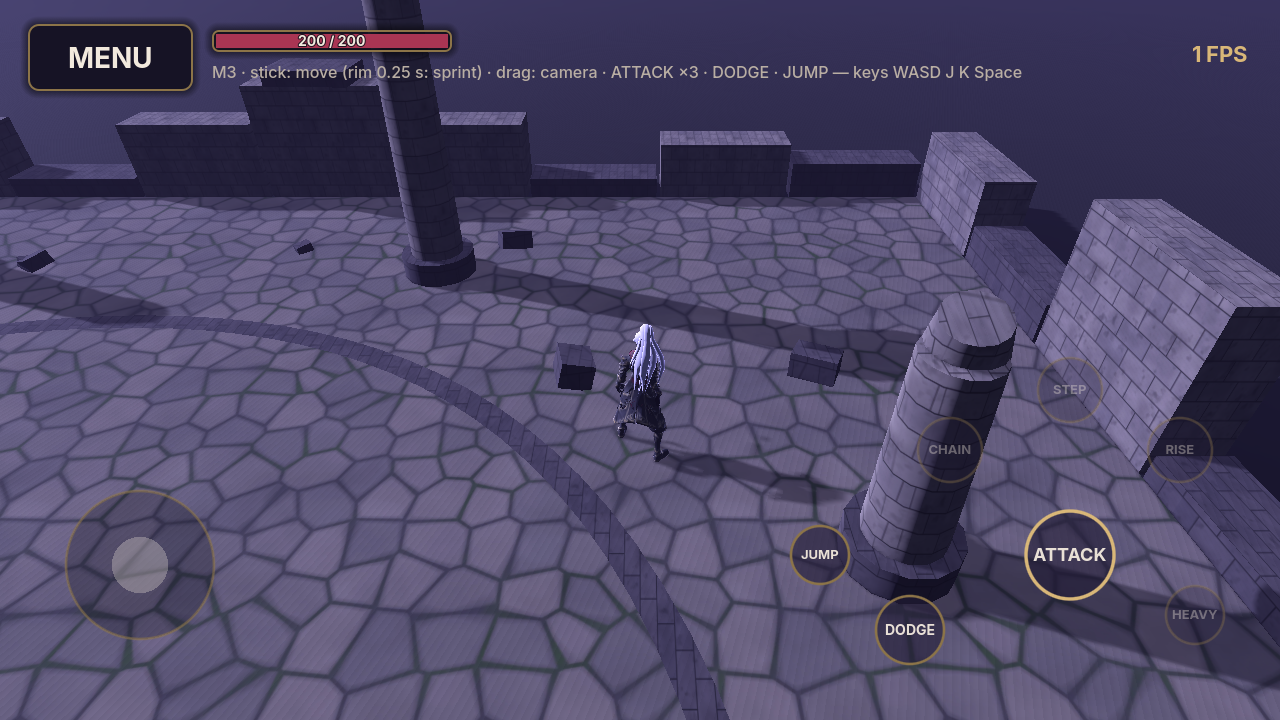 MENU
200 / 200
1 FPS
M3 · stick: move (rim 0.25 s: sprint) · drag: camera · ATTACK ×3 · DODGE · JUMP — keys WASD J K Space
STEP
CHAIN
RISE
JUMP
ATTACK
HEAVY
DODGE